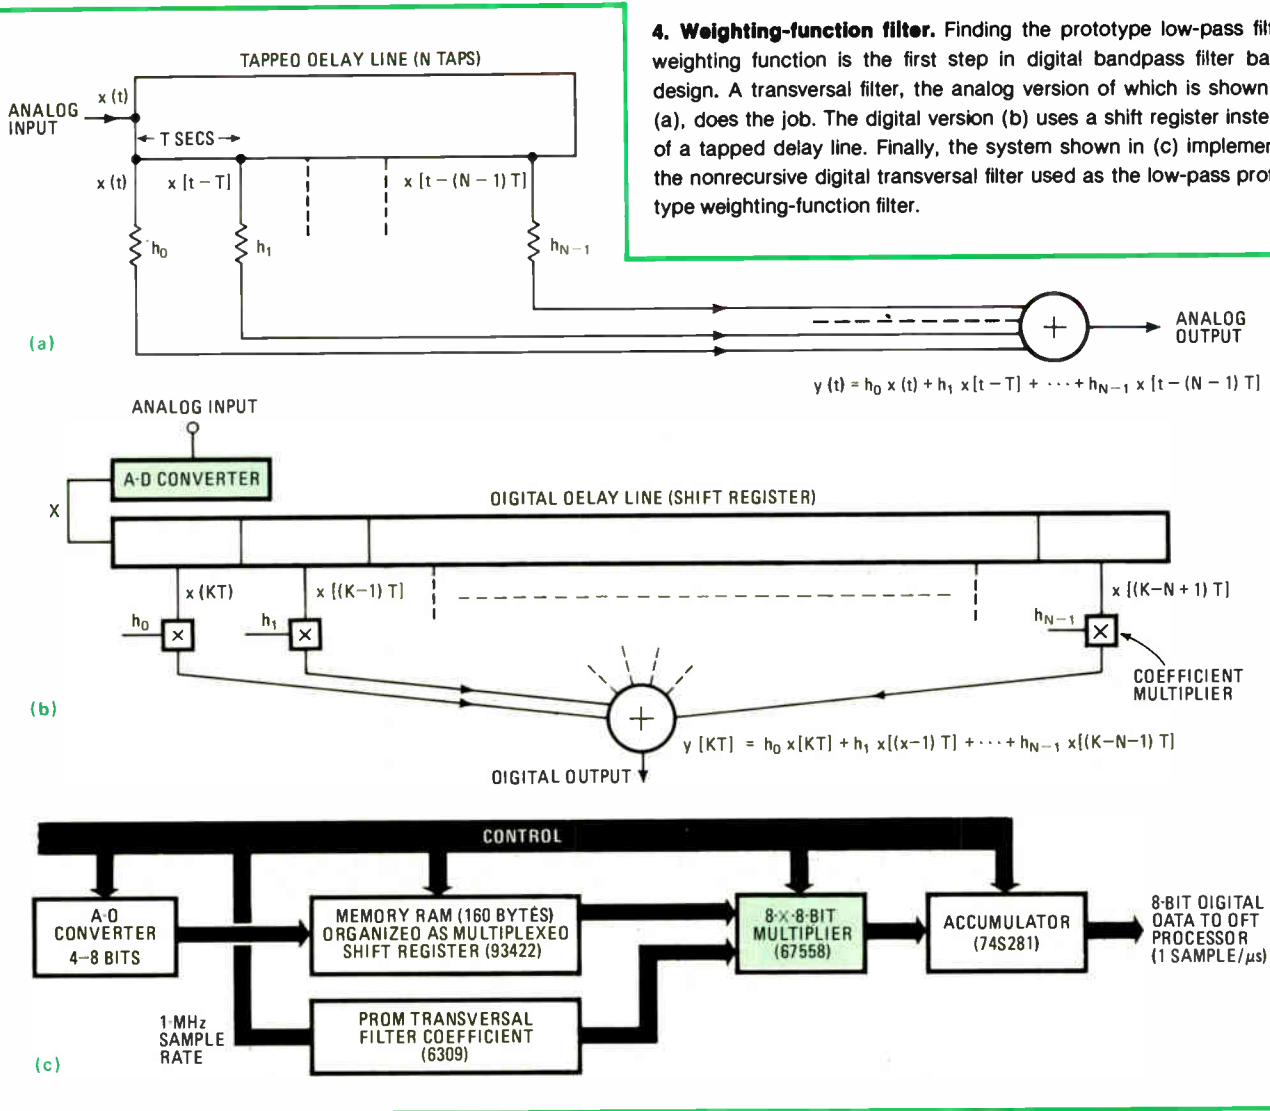 4. Weighting-function filter. Finding the prototype low-pass filt
weighting function is the first step in digital bandpass filter ba
design. A transversal filter, the analog version of which is shown
(a), does the job. The digital version (b) uses a shift register inste
of a tapped delay line. Finally, the system shown in (c) implemen
the nonrecursive digital transversal filter used as the low-pass prot
type weighting-function filter.
TAPPED DELAY LINE (N TAPS)
x (t)
ANALOG
INPUT
T SECS
x (t)
x [t – T]
x [t – (N – 1) T]
h₀
h₁
hN–1
+
ANALOG
OUTPUT
(a)
y (t) = h₀ x (t) + h₁ x [t – T] + ··· + hN–1 x [t – (N – 1) T]
ANALOG INPUT
A-D CONVERTER
X
DIGITAL DELAY LINE (SHIFT REGISTER)
x (KT)
x [(K–1) T]
x [(K–N + 1) T]
h₀
×
h₁
×
hN–1
×
COEFFICIENT
MULTIPLIER
(b)
+
y [KT] = h₀ x[KT] + h₁ x[(x–1) T] + ··· + hN–1 x[(K–N–1) T]
DIGITAL OUTPUT
CONTROL
A-D
CONVERTER
4–8 BITS
MEMORY RAM (160 BYTES)
ORGANIZED AS MULTIPLEXED
SHIFT REGISTER (93422)
8-X-8-BIT
MULTIPLIER
(67558)
ACCUMULATOR
(74S281)
8-BIT DIGITAL
DATA TO DFT
PROCESSOR
(1 SAMPLE/μs)
1-MHz
SAMPLE
RATE
PROM TRANSVERSAL
FILTER COEFFICIENT
(6309)
(c)